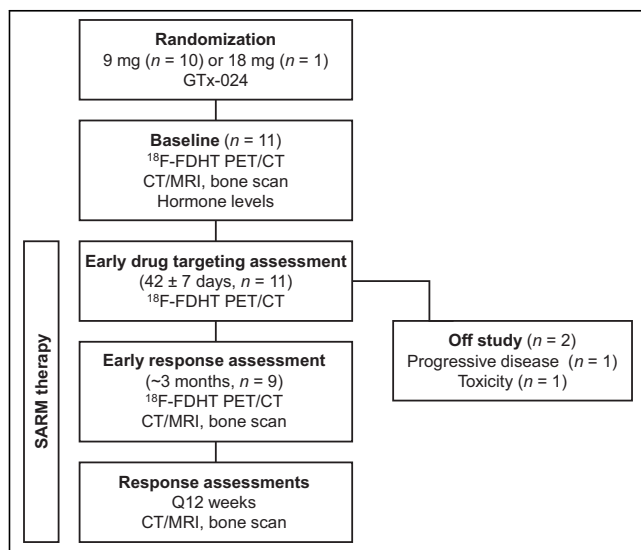 Randomization
9 mg (n = 10) or 18 mg (n = 1)
GTx-024
Baseline (n = 11)
¹⁸F-FDHT PET/CT
CT/MRI, bone scan
Hormone levels
SARM therapy
Early drug targeting assessment
(42 ± 7 days, n = 11)
¹⁸F-FDHT PET/CT
Off study (n = 2)
Progressive disease (n = 1)
Toxicity (n = 1)
Early response assessment
(~3 months, n = 9)
¹⁸F-FDHT PET/CT
CT/MRI, bone scan
Response assessments
Q12 weeks
CT/MRI, bone scan